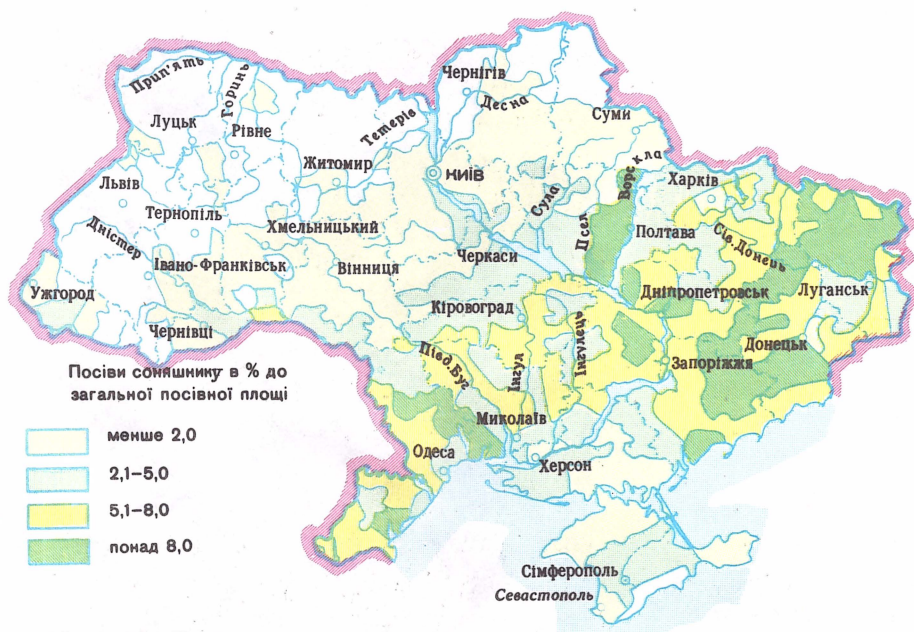 Чернігів
Прип'ять
Горинь
Десна
Суми
Луцьк
Рівне
Тетерів
Ворскла
Житомир
КИЇВ
Харків
Сула
Львів
Тернопіль
Псел
Полтава
Сів. Донець
Дністер
Хмельницький
Черкаси
Вінниця
Івано-Франківськ
Ужгород
Кіровоград
Дніпропетровськ
Луганськ
Чернівці
Півд. Буг
Інгул
Інгулець
Донецьк
Запоріжжя
Посіви соняшнику в % до
загальної посівної площі
Миколаїв
менше 2,0
Одеса
Херсон
2,1–5,0
5,1–8,0
понад 8,0
Сімферополь
Севастополь